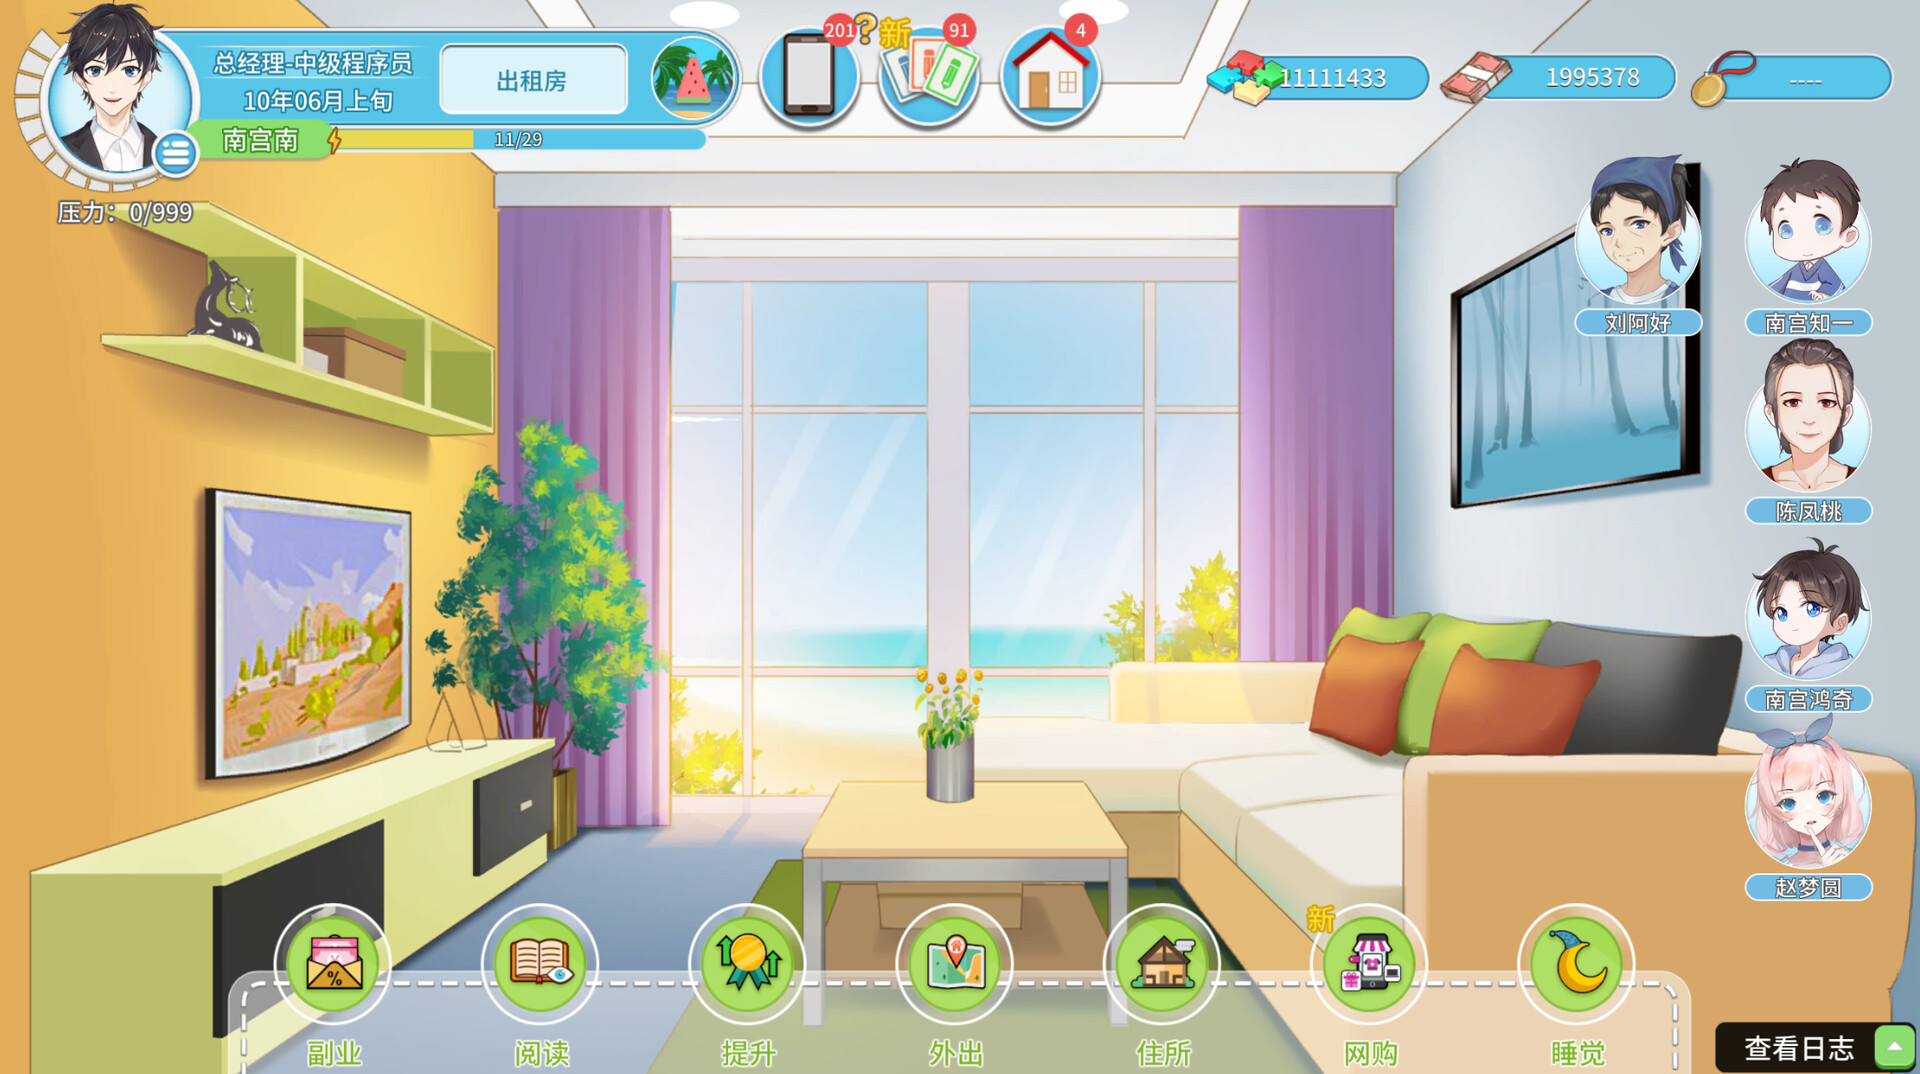 总经理-中级程序员
10年06月上旬
出租房
南宫南
11/29
压力：0/999
201
?
新
91
4
11111433
1995378
----
刘阿好
南宫知一
陈凤桃
南宫鸿奇
赵梦圆
%
副业
阅读
提升
外出
住所
新
网购
睡觉
查看日志